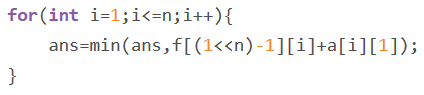 for(int i=1;i<=n;i++){
    ans=min(ans,f[(1<<n)-1][i]+a[i][1]);
}